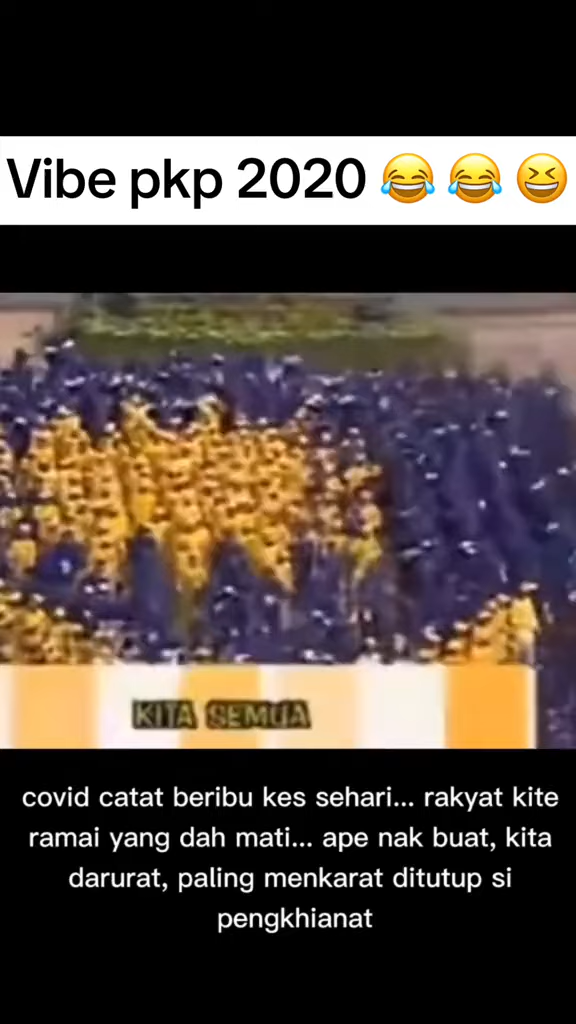 Vibe pkp 2020 😂 😂 😆
KITA SEMUA
covid catat beribu kes sehari... rakyat kite
ramai yang dah mati... ape nak buat, kita
darurat, paling menkarat ditutup si
pengkhianat